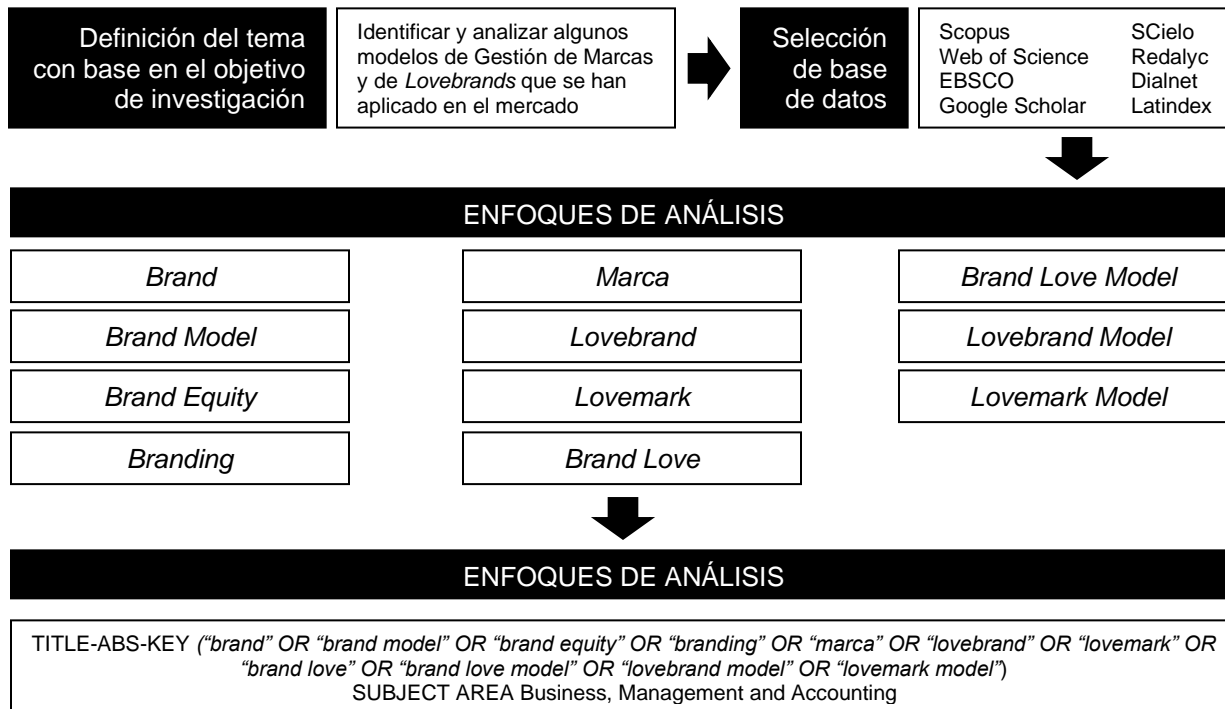 Definición del tema
con base en el objetivo
de investigación
Identificar y analizar algunos
modelos de Gestión de Marcas
y de Lovebrands que se han
aplicado en el mercado
Selección
de base
de datos
Scopus
Web of Science
EBSCO
Google Scholar
SCielo
Redalyc
Dialnet
Latindex
ENFOQUES DE ANÁLISIS
Brand
Brand Model
Brand Equity
Branding
Marca
Lovebrand
Lovemark
Brand Love
Brand Love Model
Lovebrand Model
Lovemark Model
ENFOQUES DE ANÁLISIS
TITLE-ABS-KEY (“brand” OR “brand model” OR “brand equity” OR “branding” OR “marca” OR “lovebrand” OR “lovemark” OR
“brand love” OR “brand love model” OR “lovebrand model” OR “lovemark model”)
SUBJECT AREA Business, Management and Accounting